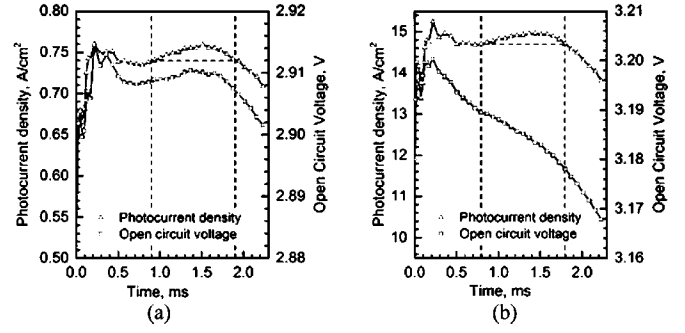 0.80
0.75
0.70
0.65
0.60
0.55
0.50
Photocurrent density, A/cm²
2.92
2.91
2.90
2.89
2.88
Open Circuit Voltage, V
Photocurrent density
Open circuit voltage
0.0 0.5 1.0 1.5 2.0
Time, ms
(a)
15
14
13
12
11
10
Photocurrent density, A/cm²
3.21
3.20
3.19
3.18
3.17
3.16
Open Circuit Voltage, V
Photocurrent density
Open circuit voltage
0.0 0.5 1.0 1.5 2.0
Time, ms
(b)